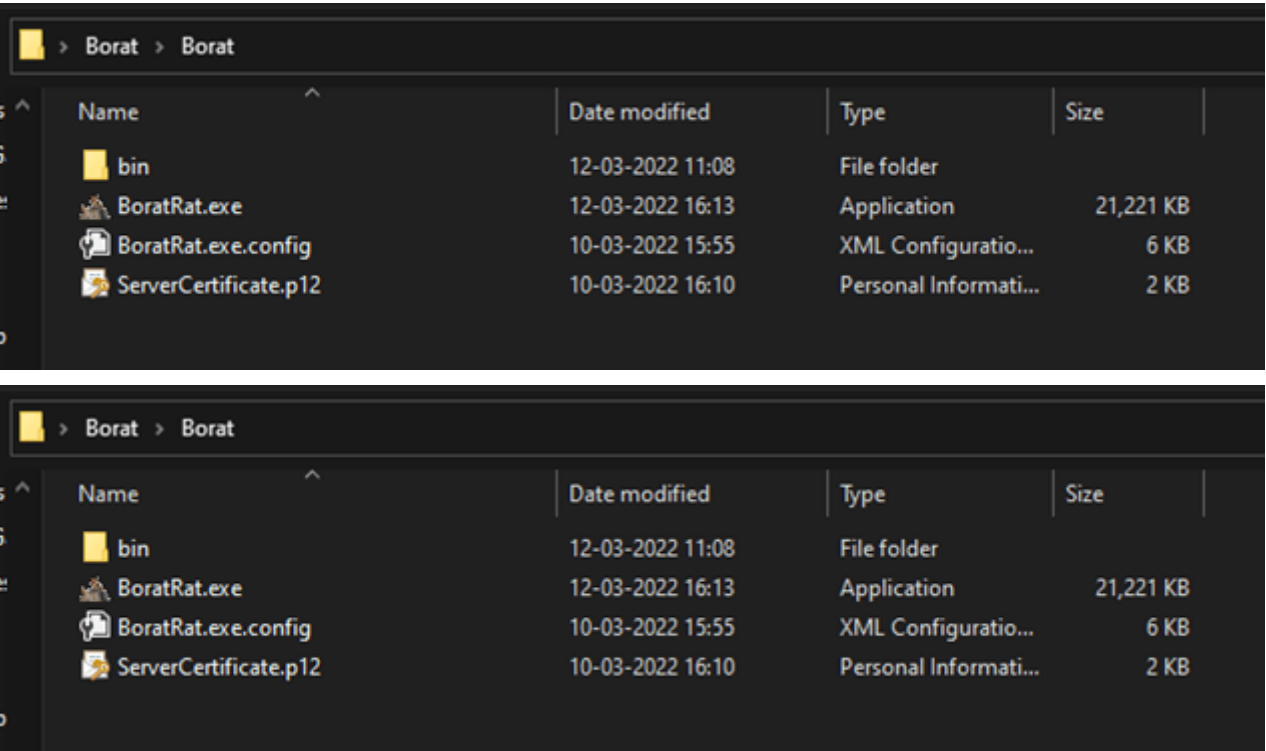 Borat > Borat
Name Date modified Type Size
bin 12-03-2022 11:08 File folder
BoratRat.exe 12-03-2022 16:13 Application 21,221 KB
BoratRat.exe.config 10-03-2022 15:55 XML Configuratio... 6 KB
ServerCertificate.p12 10-03-2022 16:10 Personal Informati... 2 KB
Borat > Borat
Name Date modified Type Size
bin 12-03-2022 11:08 File folder
BoratRat.exe 12-03-2022 16:13 Application 21,221 KB
BoratRat.exe.config 10-03-2022 15:55 XML Configuratio... 6 KB
ServerCertificate.p12 10-03-2022 16:10 Personal Informati... 2 KB